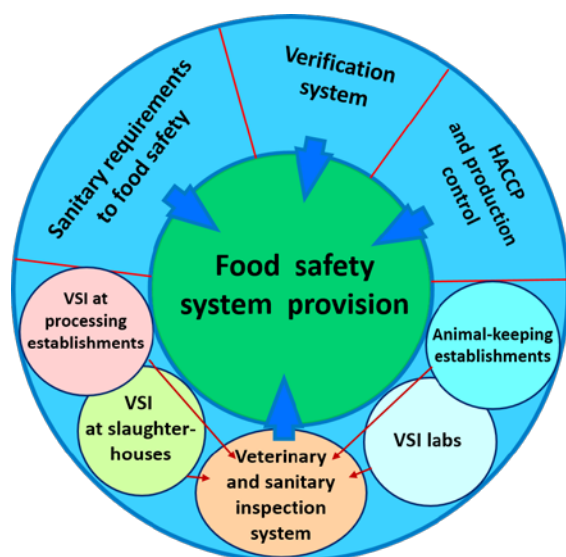 Sanitary requirements
to food safety
Verification
system
HACCP
and production
control
Food safety
system provision
VSI at
processing
establishments
Animal-keeping
establishments
VSI
at slaughter-
houses
VSI labs
Veterinary
and sanitary
inspection
system